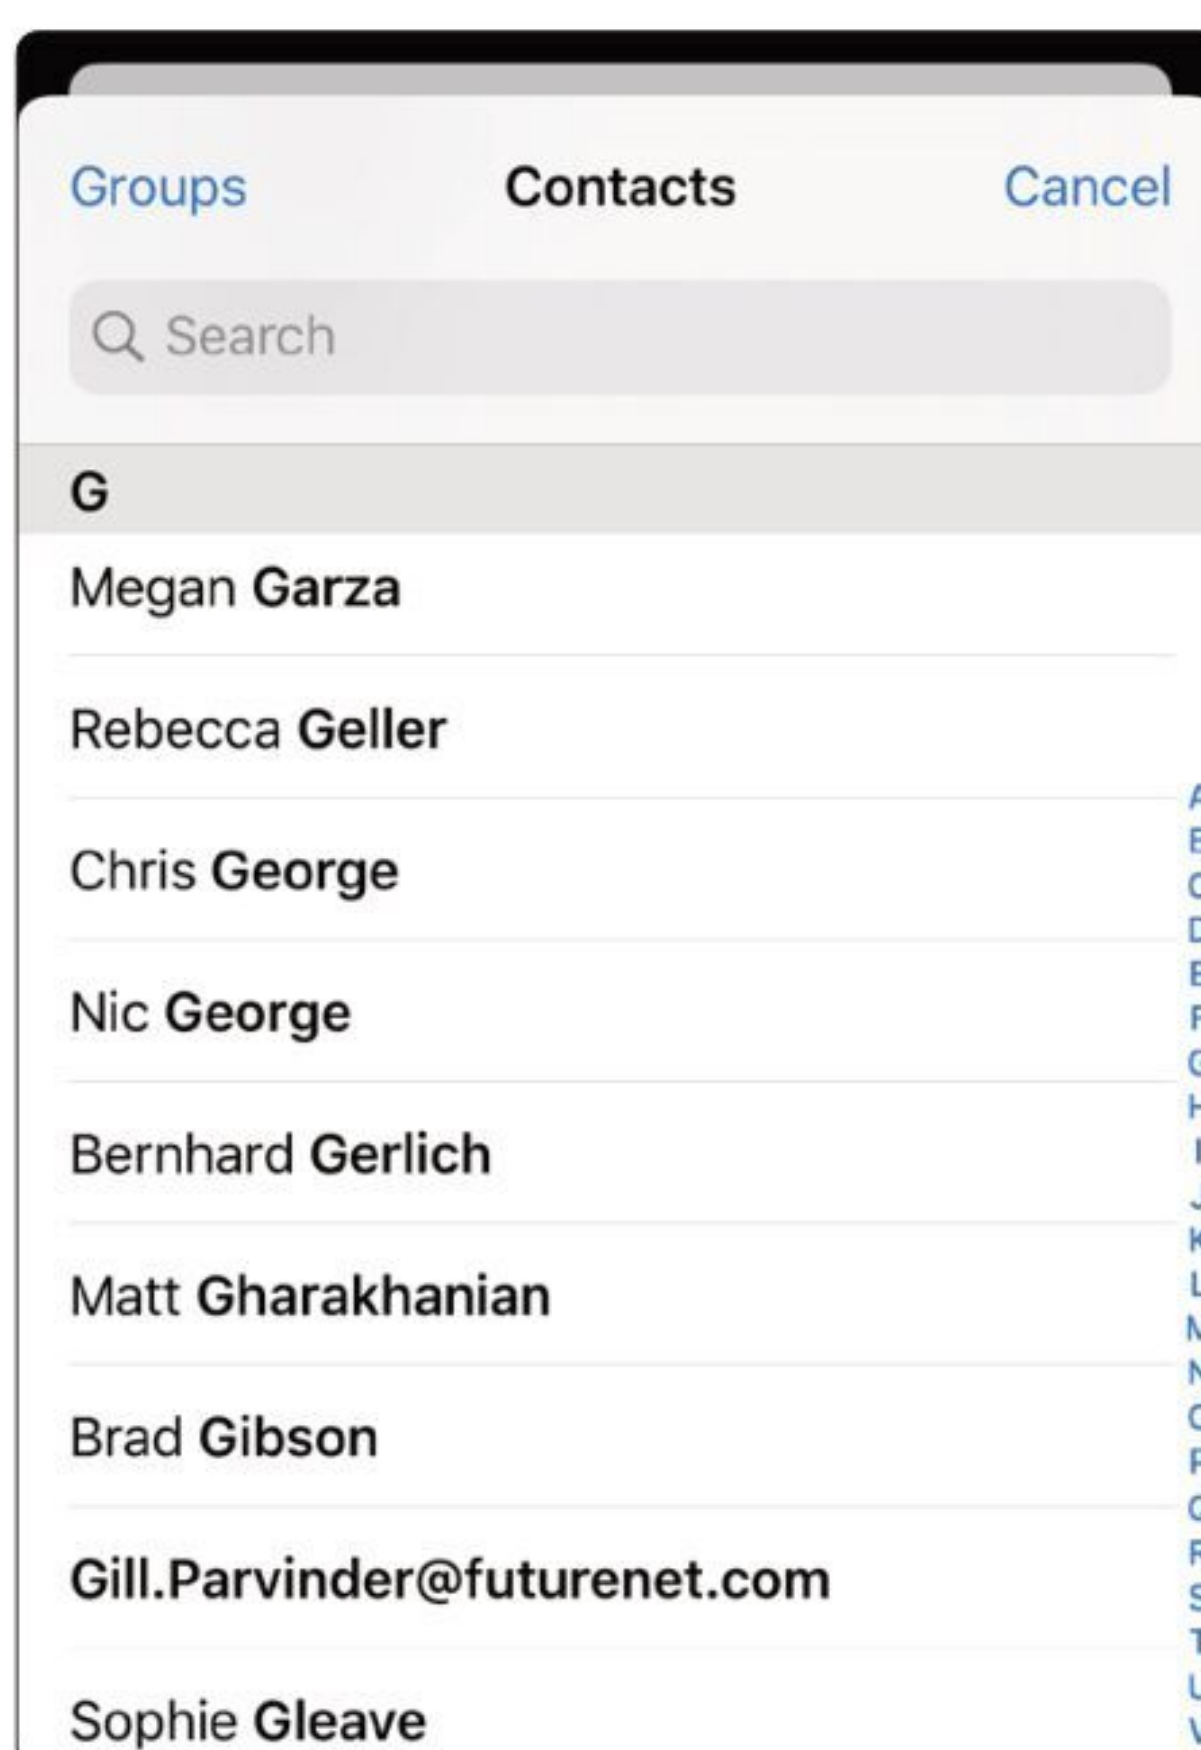 Groups Contacts Cancel
Search
G
Megan Garza
Rebecca Geller
Chris George
Nic George
Bernhard Gerlich
Matt Gharakhanian
Brad Gibson
Gill.Parvinder@futurenet.com
Sophie Gleave
A
B
C
D
E
F
G
H
I
J
K
L
M
N
O
P
Q
R
S
T
U
V